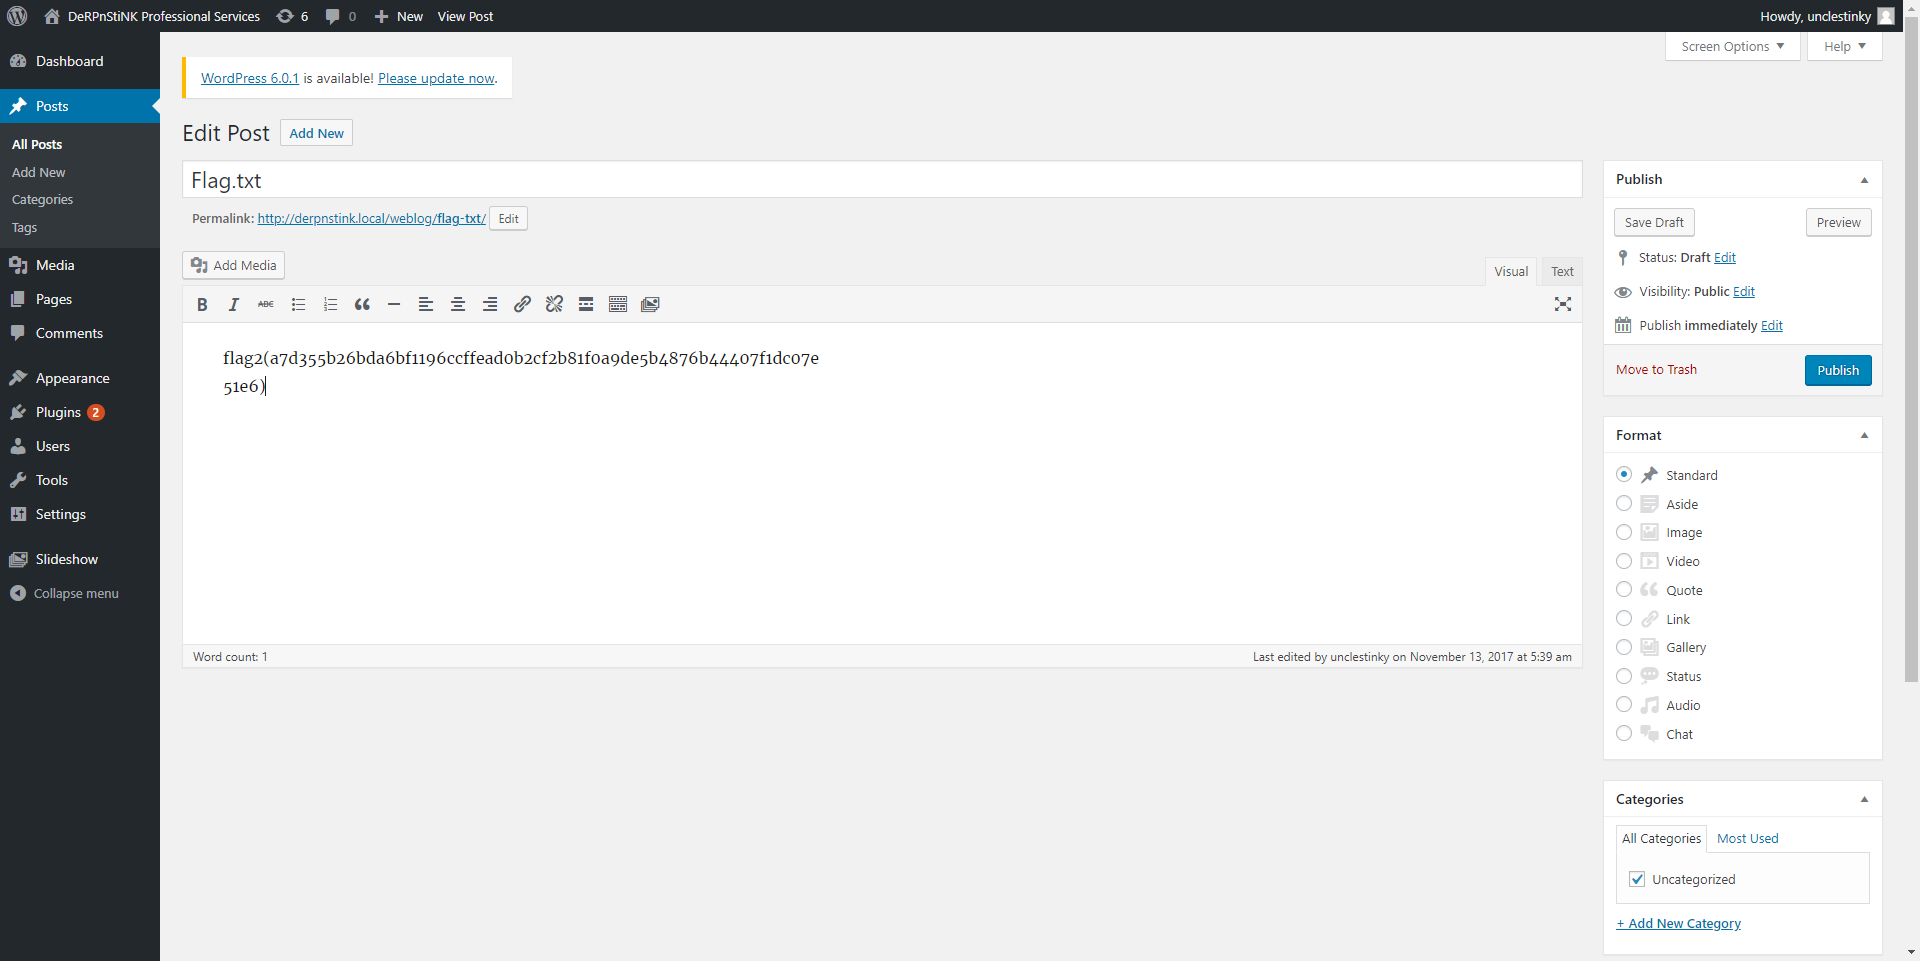 DeRPnStiNK Professional Services 6 0 New View Post
Howdy, unclestinky
Dashboard
Posts
All Posts
Add New
Categories
Tags
Media
Pages
Comments
Appearance
Plugins 2
Users
Tools
Settings
Slideshow
Collapse menu
Screen Options
Help
WordPress 6.0.1 is available! Please update now.
Edit Post Add New
Flag.txt
Permalink: http://derpnstink.local/weblog/flag-txt/ Edit
Add Media
Visual Text
B I ABC
flag2(a7d355b26bda6bf1196ccffead0b2cf2b81f0a9de5b4876b44407f1dc07e
51e6)
Word count: 1
Last edited by unclestinky on November 13, 2017 at 5:39 am
Publish
Save Draft Preview
Status: Draft Edit
Visibility: Public Edit
Publish immediately Edit
Move to Trash Publish
Format
Standard
Aside
Image
Video
Quote
Link
Gallery
Status
Audio
Chat
Categories
All Categories Most Used
Uncategorized
+ Add New Category